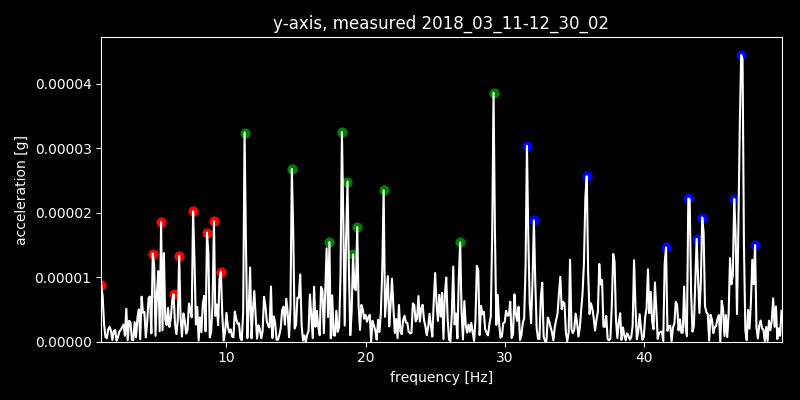 y-axis, measured 2018_03_11-12_30_02
acceleration [g]
0.00004
0.00003
0.00002
0.00001
0.00000
10 20 30 40
frequency [Hz]